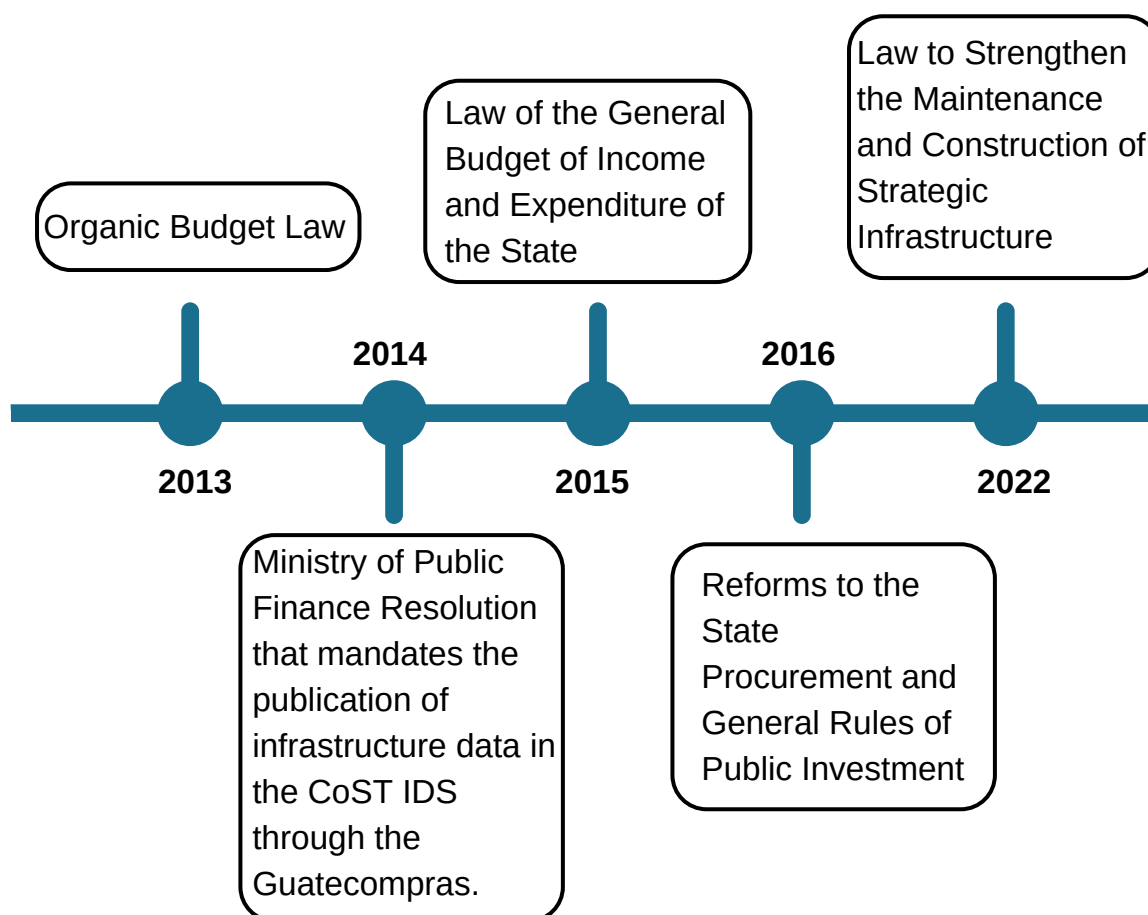 Organic Budget Law
2013
2014
Ministry of Public
Finance Resolution
that mandates the
publication of
infrastructure data in
the CoST IDS
through the
Guatecompras.
Law of the General
Budget of Income
and Expenditure of
the State
2015
2016
Reforms to the
State
Procurement and
General Rules of
Public Investment
Law to Strengthen
the Maintenance
and Construction of
Strategic
Infrastructure
2022